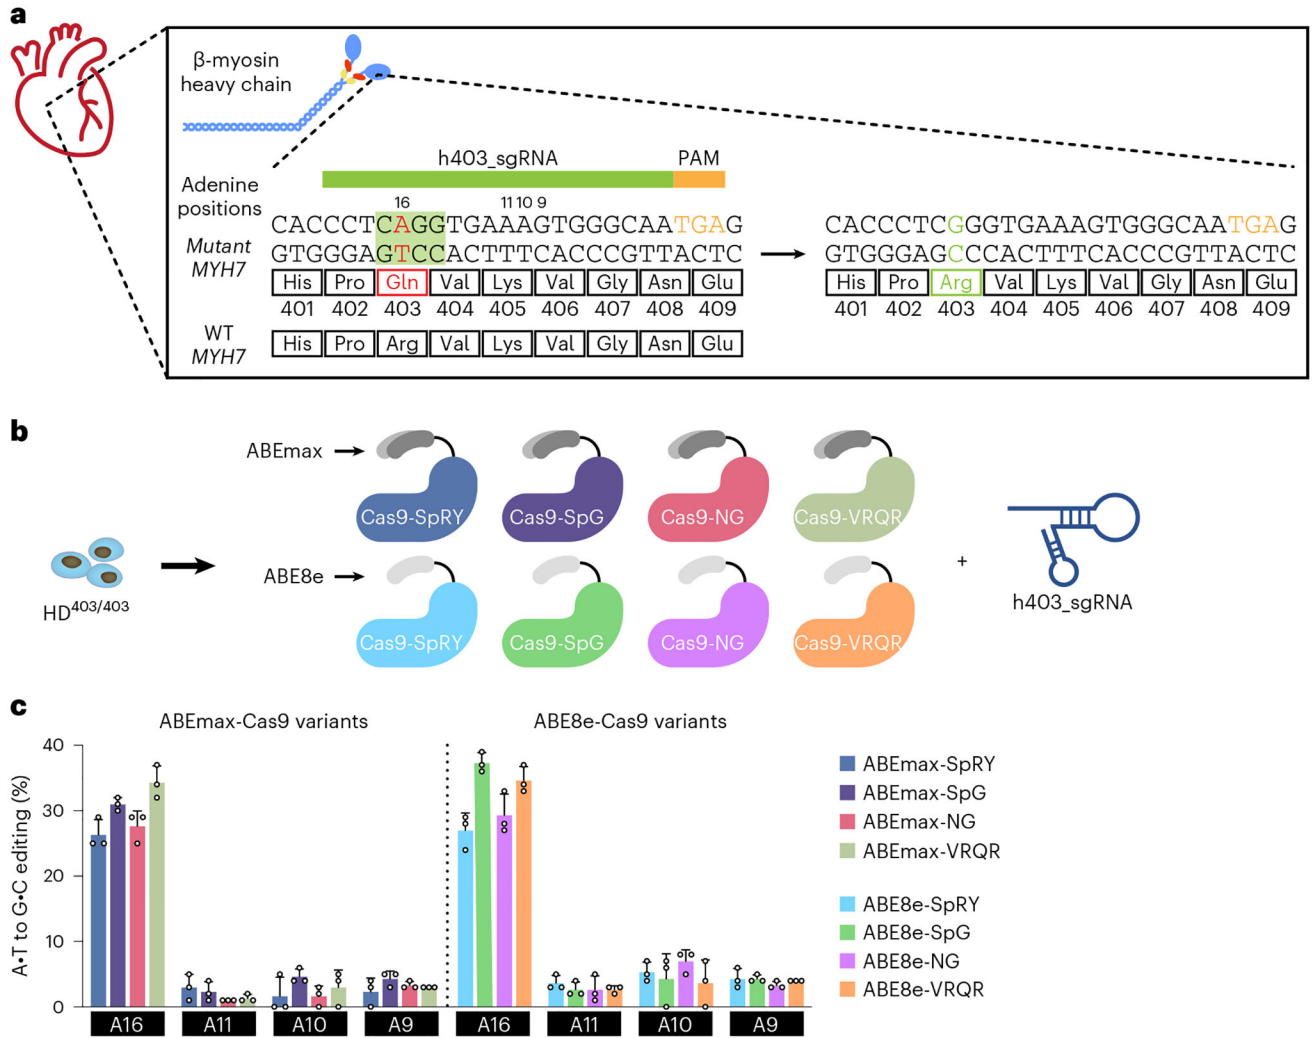 a
β-myosin
heavy chain
h403_sgRNA PAM
Adenine
positions
16 11 10 9
CACCCTCAGGTGAAAGTGGGCAATGAG
CACCCTCGGGTGAAAGTGGGCAATGAG
Mutant
MYH7
GTGGGAGTCCACTTTCACCCGTTACTC
GTGGGAGCCCACTTTCACCCGTTACTC
His Pro Gln Val Lys Val Gly Asn Glu
His Pro Arg Val Lys Val Gly Asn Glu
401 402 403 404 405 406 407 408 409
401 402 403 404 405 406 407 408 409
WT
MYH7
His Pro Arg Val Lys Val Gly Asn Glu
b
ABEmax
Cas9-SpRY Cas9-SpG Cas9-NG Cas9-VRQR
ABE8e
Cas9-SpRY Cas9-SpG Cas9-NG Cas9-VRQR
HD403/403
+
h403_sgRNA
c
ABEmax-Cas9 variants
ABE8e-Cas9 variants
A•T to G•C editing (%)
40
30
20
10
0
A16 A11 A10 A9 A16 A11 A10 A9
ABEmax-SpRY
ABEmax-SpG
ABEmax-NG
ABEmax-VRQR
ABE8e-SpRY
ABE8e-SpG
ABE8e-NG
ABE8e-VRQR